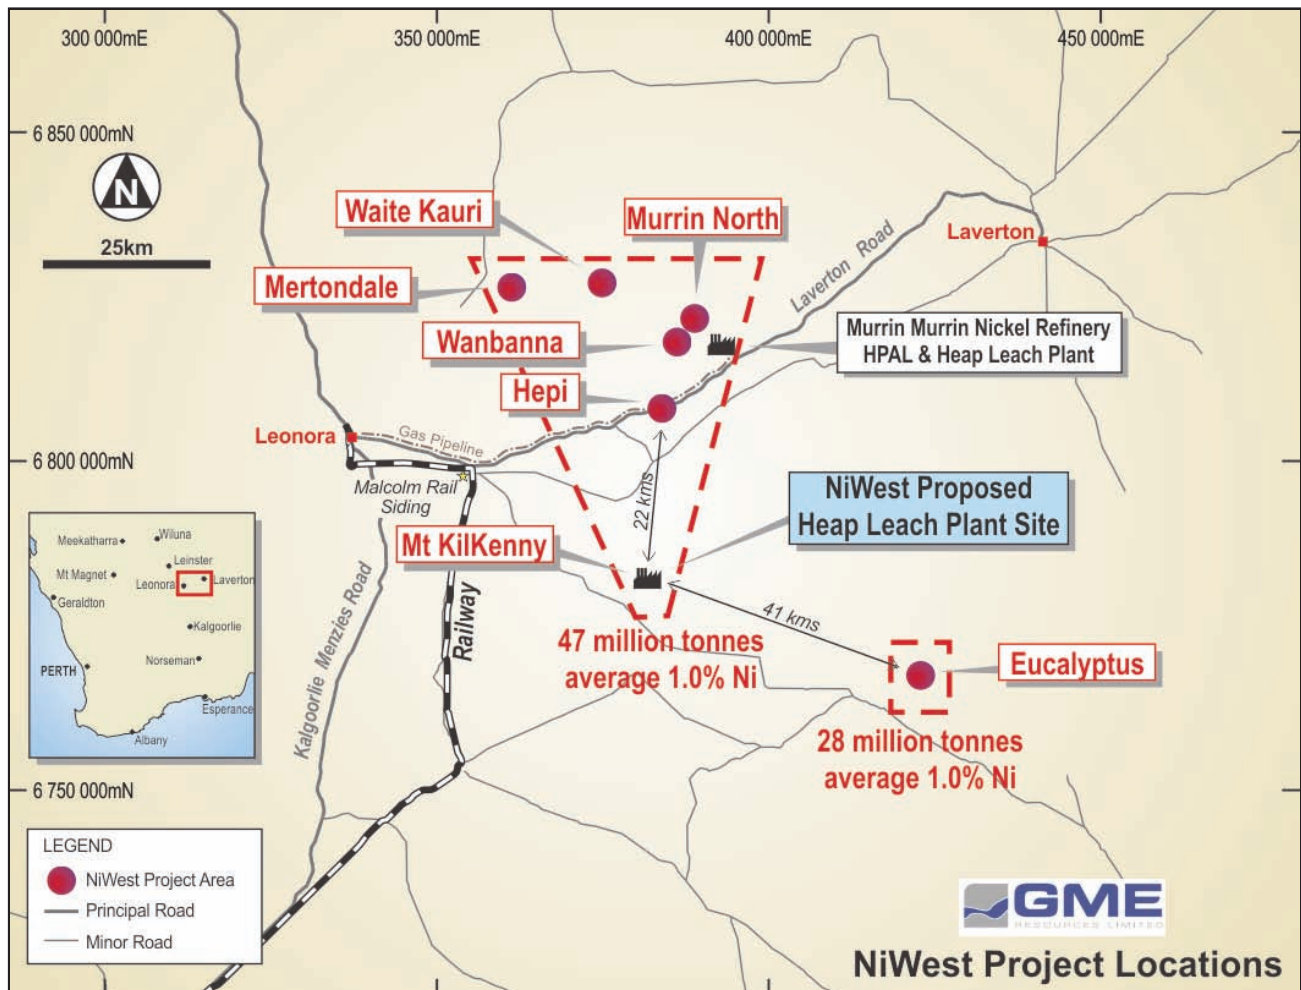 300 000mE
350 000mE
400 000mE
450 000mE
6 850 000mN
N
25km
Waite Kauri
Murrin North
Laverton
Laverton Road
Mertondale
Wanbanna
Murrin Murrin Nickel Refinery
HPAL & Heap Leach Plant
Hepi
Leonora
Gas Pipeline
6 800 000mN
Malcolm Rail
Siding
22 kms
NiWest Proposed
Heap Leach Plant Site
Mt KilKenny
Meekatharra
Wiluna
Leinster
Mt Magnet
Leonora
Laverton
Geraldton
Kalgoorlie
PERTH
Norseman
Esperance
Albany
Kalgoorlie Menzies Road
Railway
41 kms
47 million tonnes
average 1.0% Ni
Eucalyptus
28 million tonnes
average 1.0% Ni
6 750 000mN
LEGEND
NiWest Project Area
Principal Road
Minor Road
GME
RESOURCES LIMITED
NiWest Project Locations